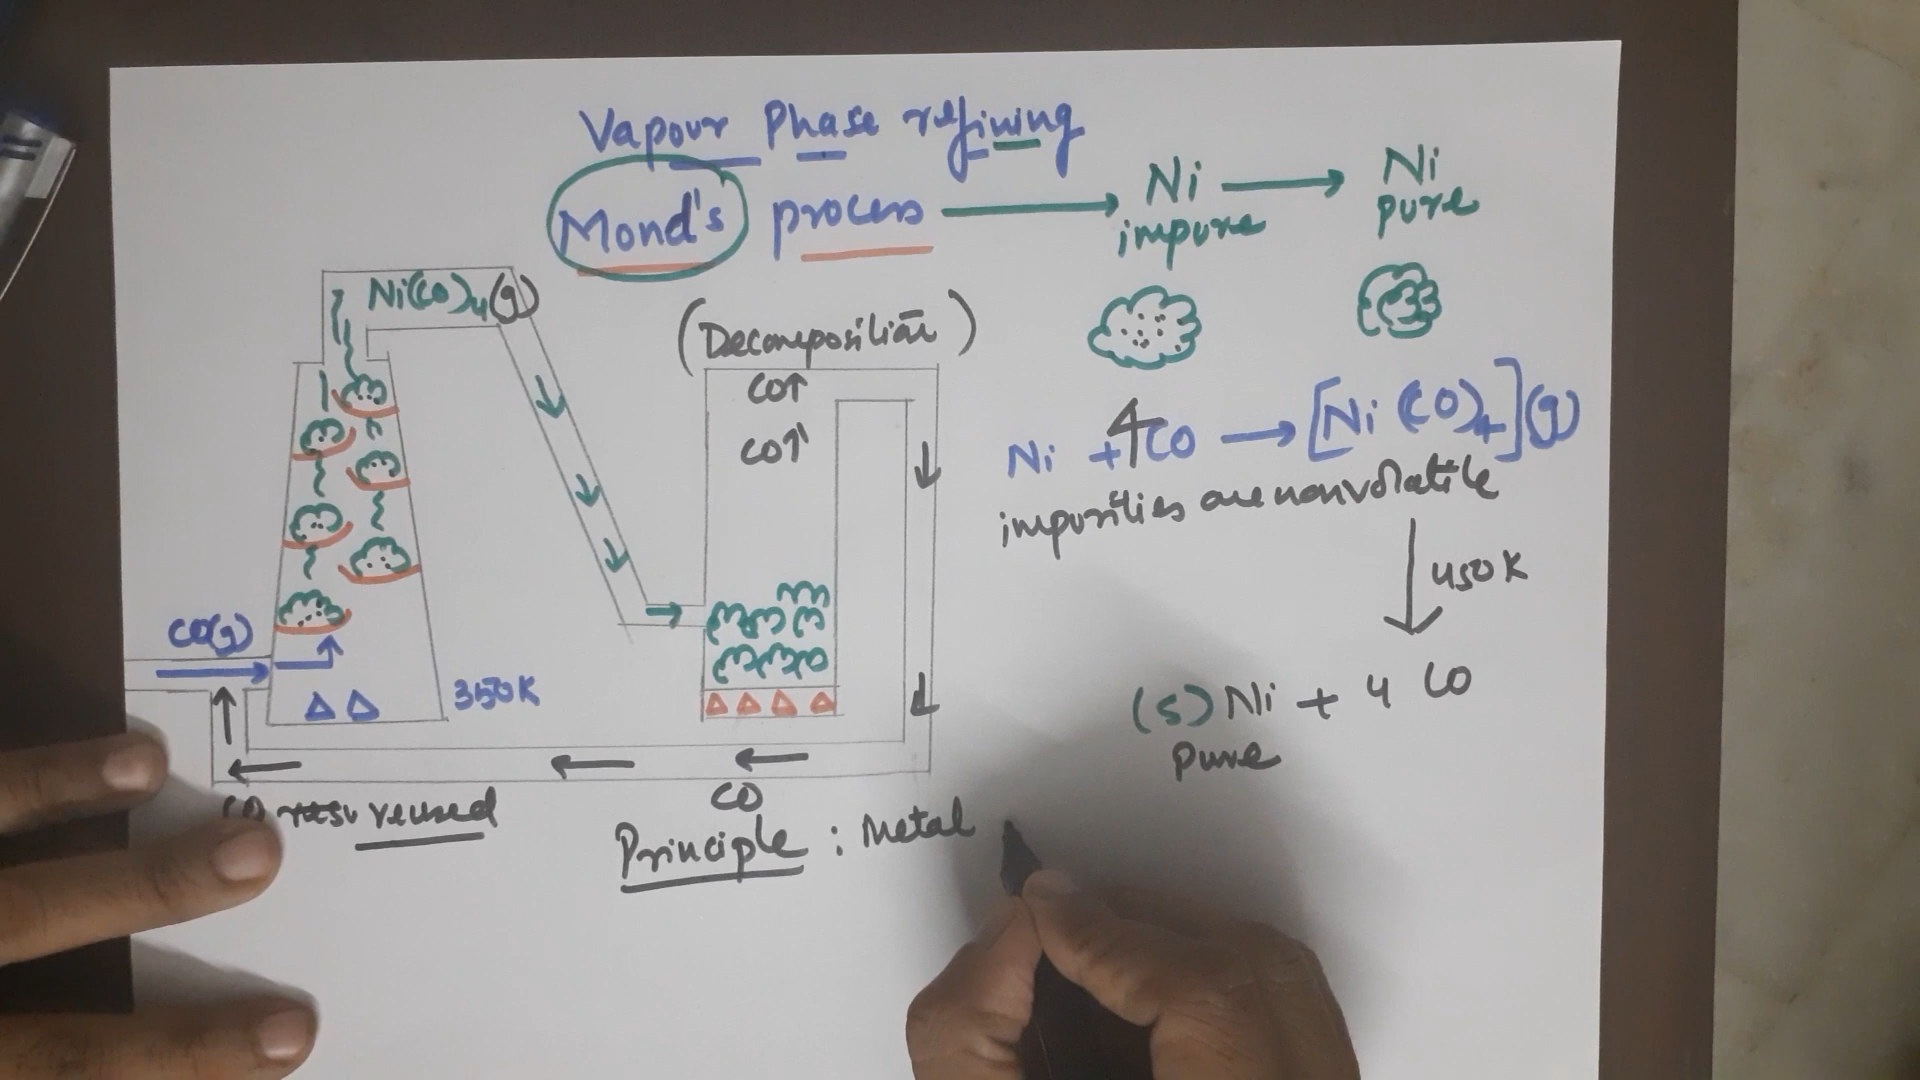 Vapour Phase refining
Mond's process → Ni impure → Ni pure
Ni(CO)₄(g)
(Decomposition)
CO↑
CO↑
Ni + 4CO → [Ni(CO)₄](g)
impurities are nonvolatile
450K
CO(g)
350K
(s) Ni + 4 CO
pure
CO
CO reused
Principle : Metal